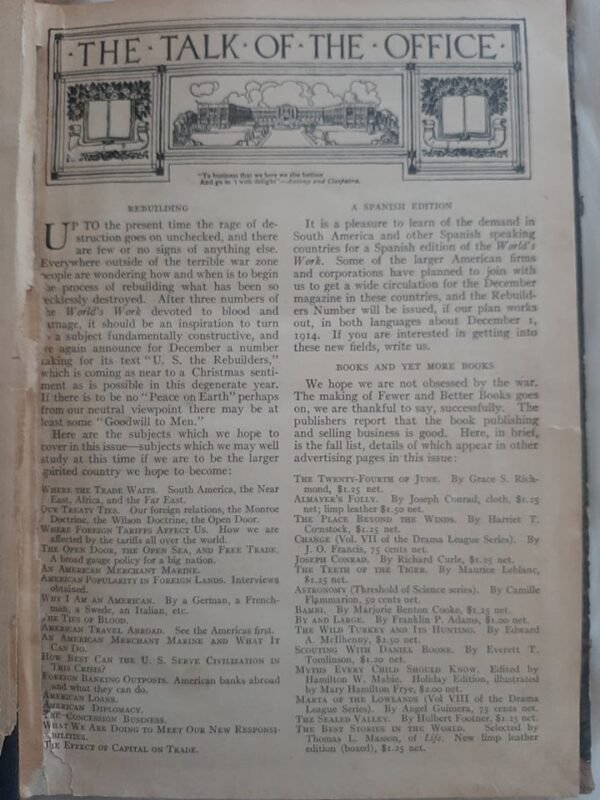 · THE · TALK · OF · THE · OFFICE ·
"To business that we love we rise betime
And go to 't with delight"—Antony and Cleopatra.
REBUILDING
UP TO the present time the rage of de-
struction goes on unchecked, and there
are few or no signs of anything else.
Everywhere outside of the terrible war zone
people are wondering how and when is to begin
process of rebuilding what has been so
ecklessly destroyed. After three numbers of
he World's Work devoted to blood and
arnage, it should be an inspiration to turn
a subject fundamentally constructive, and
e again announce for December a number
taking for its text "U. S. the Rebuilders,"
which is coming as near to a Christmas senti-
ment as is possible in this degenerate year.
If there is to be no "Peace on Earth" perhaps
from our neutral viewpoint there may be at
least some "Goodwill to Men."
Here are the subjects which we hope to
cover in this issue—subjects which we may well
study at this time if we are to be the larger
spirited country we hope to become:
WHERE THE TRADE WAITS. South America, the Near
East, Africa, and the Far East.
OUR TREATY TIES. Our foreign relations, the Monroe
Doctrine, the Wilson Doctrine, the Open Door.
WHERE FOREIGN TARIFFS AFFECT US. How we are
affected by the tariffs all over the world.
THE OPEN DOOR, THE OPEN SEA, AND FREE TRADE.
A broad gauge policy for a big nation.
AN AMERICAN MERCHANT MARINE.
AMERICAN POPULARITY IN FOREIGN LANDS. Interviews
obtained.
WHY I AM AN AMERICAN. By a German, a French-
man, a Swede, an Italian, etc.
THE TIES OF BLOOD.
AMERICAN TRAVEL ABROAD. See the Americas first.
AN AMERICAN MERCHANT MARINE AND WHAT IT
CAN DO.
HOW BEST CAN THE U. S. SERVE CIVILIZATION IN
THIS CRISIS?
FOREIGN BANKING OUTPOSTS. American banks abroad
and what they can do.
AMERICAN LOANS.
AMERICAN DIPLOMACY.
THE CONCESSION BUSINESS.
WHAT WE ARE DOING TO MEET OUR NEW RESPONSI-
BILITIES.
THE EFFECT OF CAPITAL ON TRADE.
A SPANISH EDITION
It is a pleasure to learn of the demand in
South America and other Spanish speaking
countries for a Spanish edition of the World's
Work. Some of the larger American firms
and corporations have planned to join with
us to get a wide circulation for the December
magazine in these countries, and the Rebuild-
ers Number will be issued, if our plan works
out, in both languages about December 1,
1914. If you are interested in getting into
these new fields, write us.
BOOKS AND YET MORE BOOKS
We hope we are not obsessed by the war.
The making of Fewer and Better Books goes
on, we are thankful to say, successfully. The
publishers report that the book publishing
and selling business is good. Here, in brief,
is the fall list, details of which appear in other
advertising pages in this issue:
THE TWENTY-FOURTH OF JUNE. By Grace S. Rich-
mond, $1.25 net.
ALMAYER'S FOLLY. By Joseph Conrad, cloth, $1.25
net; limp leather $1.50 net.
THE PLACE BEYOND THE WINDS. By Harriet T.
Comstock, $1.25 net.
CHANGE (Vol. VII of the Drama League Series). By
J. O. Francis, 75 cents net.
JOSEPH CONRAD. By Richard Curle, $1.25 net.
THE TEETH OF THE TIGER. By Maurice Leblanc,
$1.25 net.
ASTRONOMY (Threshold of Science series). By Camille
Flammarion, 50 cents net.
BAMBI. By Marjorie Benton Cooke, $1.25 net.
BY AND LARGE. By Franklin P. Adams, $1.00 net.
THE WILD TURKEY AND ITS HUNTING. By Edward
A. McIlhenny, $2.50 net.
SCOUTING WITH DANIEL BOONE. By Everett T.
Tomlinson, $1.20 net.
MYTHS EVERY CHILD SHOULD KNOW. Edited by
Hamilton W. Mabie. Holiday Edition, illustrated
by Mary Hamilton Frye, $2.00 net.
MARTA OF THE LOWLANDS (Vol VIII of the Drama
League Series). By Angel Guimera, 75 cents net.
THE SEALED VALLEY. By Hulbert Footner, $1.25 net.
THE BEST STORIES IN THE WORLD. Selected by
Thomas L. Masson, of Life. New limp leather
edition (boxed), $1.25 net.